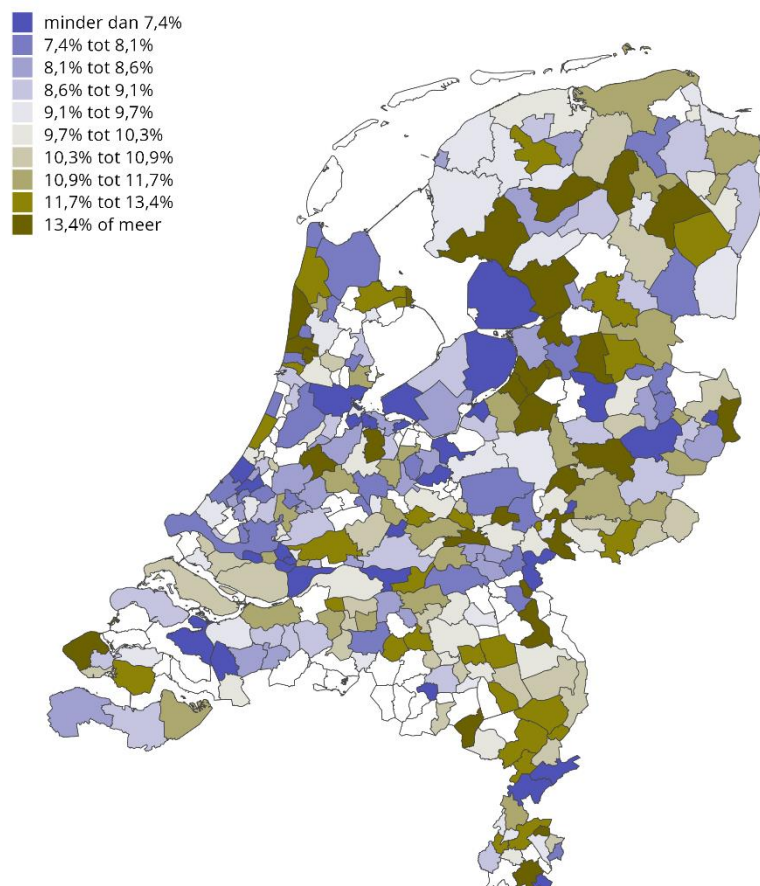 minder dan 7,4%
7,4% tot 8,1%
8,1% tot 8,6%
8,6% tot 9,1%
9,1% tot 9,7%
9,7% tot 10,3%
10,3% tot 10,9%
10,9% tot 11,7%
11,7% tot 13,4%
13,4% of meer